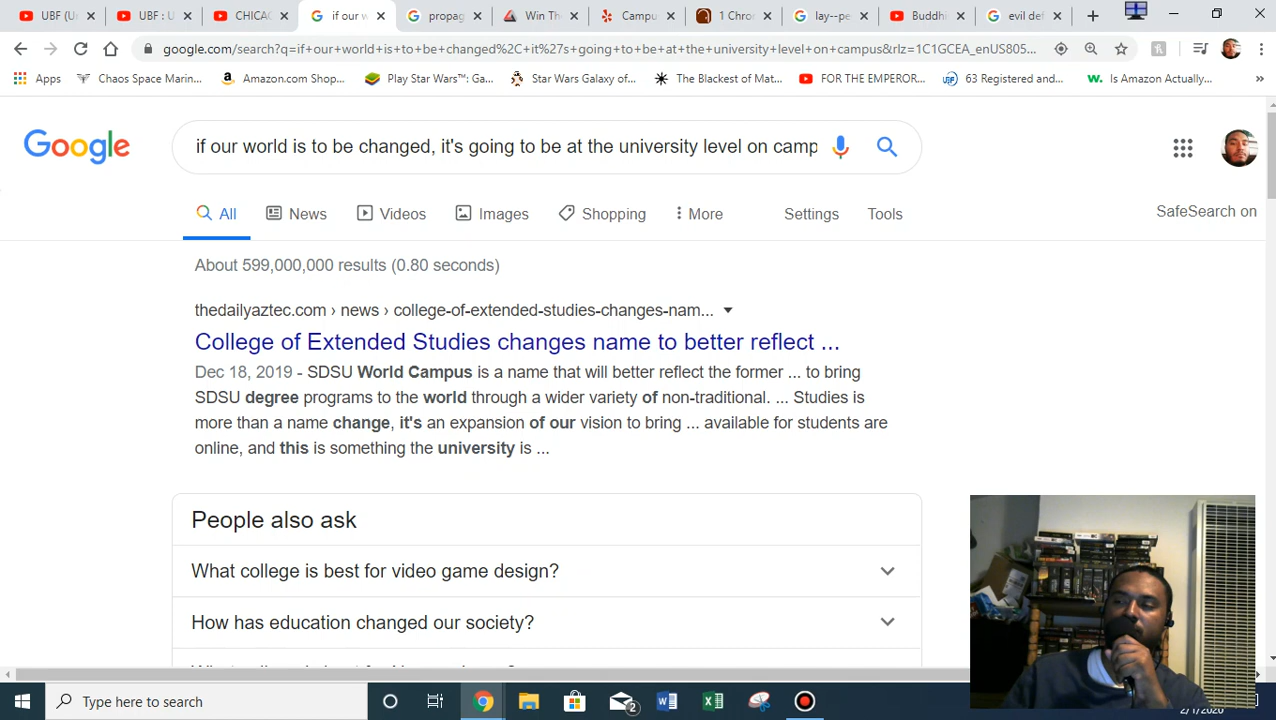 UBF (Us
UBF : U
CHICAG
if our w
propag
Win The
Campu
1 Chron
lay--pe
Buddhi
evil def
google.com/search?q=if+our+world+is+to+be+changed%2C+it%27s+going+to+be+at+the+university+level+on+campus&rlz=1C1GCEA_enUS805...
Apps
Chaos Space Marin...
Amazon.com Shop...
Play Star Wars™: Ga...
Star Wars Galaxy of...
The Blackest of Mat...
FOR THE EMPEROR...
63 Registered and...
Is Amazon Actually...
Google
if our world is to be changed, it's going to be at the university level on camp
All
News
Videos
Images
Shopping
More
Settings
Tools
SafeSearch on
About 599,000,000 results (0.80 seconds)
thedailyaztec.com › news › college-of-extended-studies-changes-nam...
College of Extended Studies changes name to better reflect ...
Dec 18, 2019 - SDSU World Campus is a name that will better reflect the former ... to bring
SDSU degree programs to the world through a wider variety of non-traditional. ... Studies is
more than a name change, it's an expansion of our vision to bring ... available for students are
online, and this is something the university is ...
People also ask
What college is best for video game design?
How has education changed our society?
Type here to search
2
2/1/2020